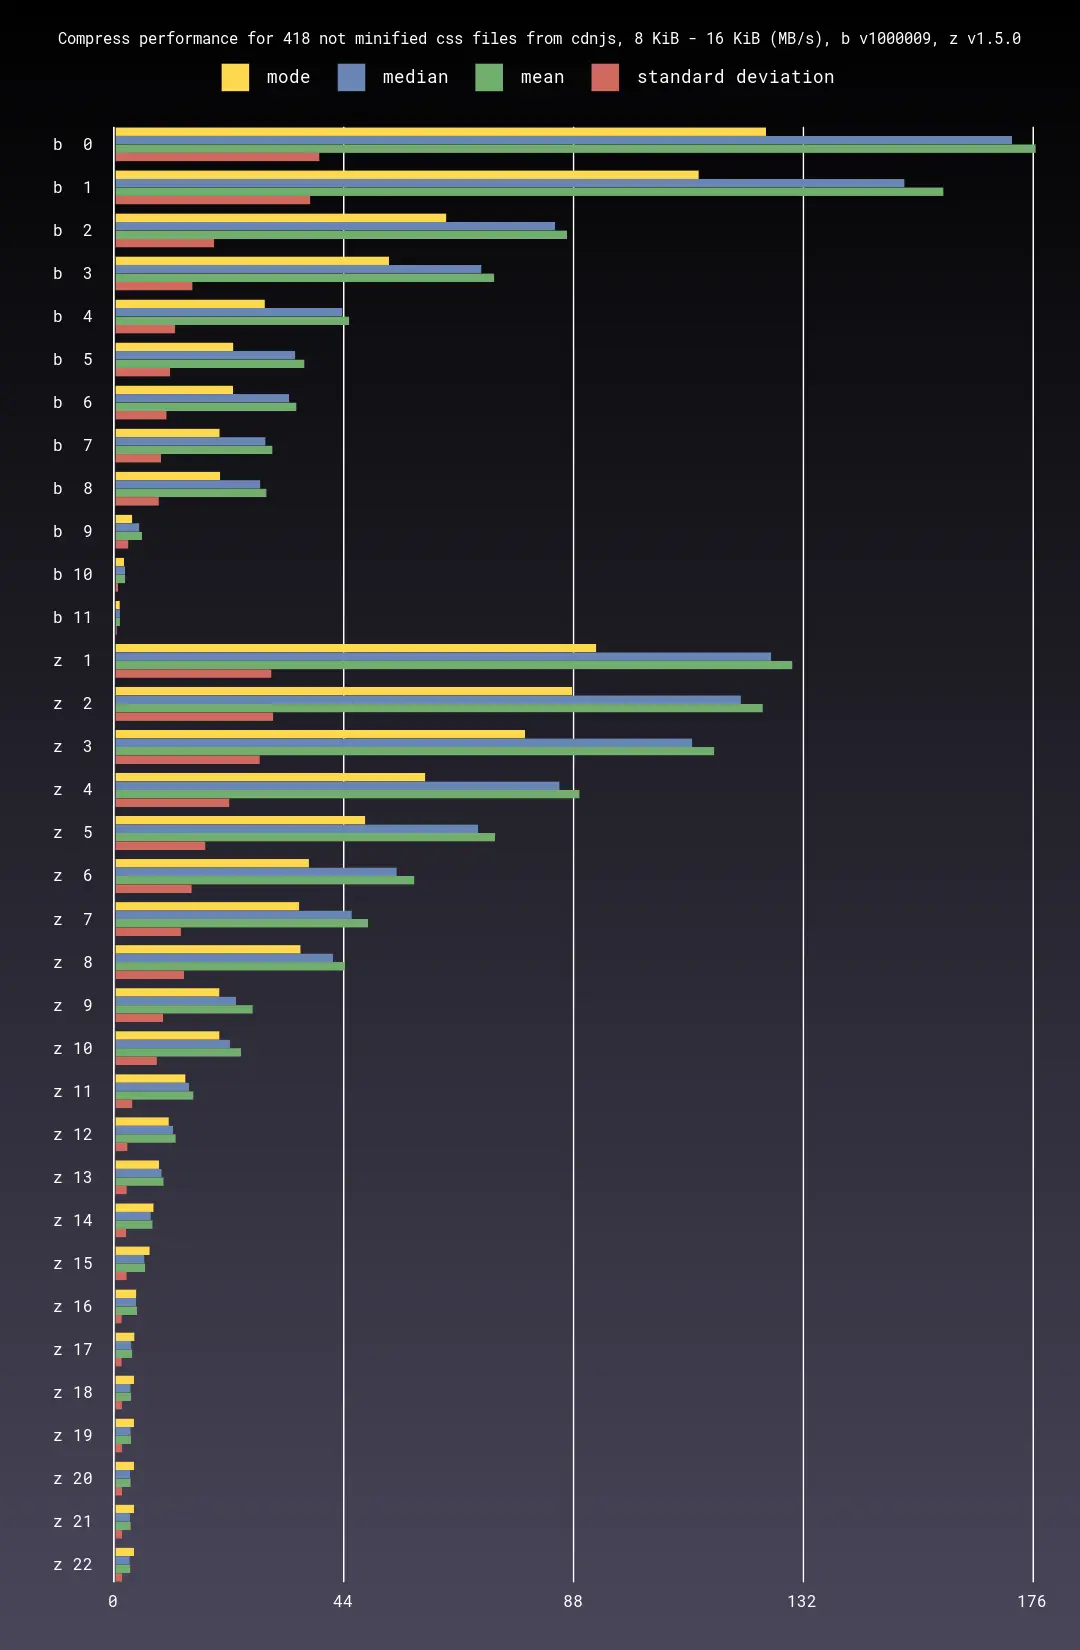 Compress performance for 418 not minified css files from cdnjs, 8 KiB - 16 KiB (MB/s), b v1000009, z v1.5.0
mode median mean standard deviation
b 0
b 1
b 2
b 3
b 4
b 5
b 6
b 7
b 8
b 9
b 10
b 11
z 1
z 2
z 3
z 4
z 5
z 6
z 7
z 8
z 9
z 10
z 11
z 12
z 13
z 14
z 15
z 16
z 17
z 18
z 19
z 20
z 21
z 22
0 44 88 132 176